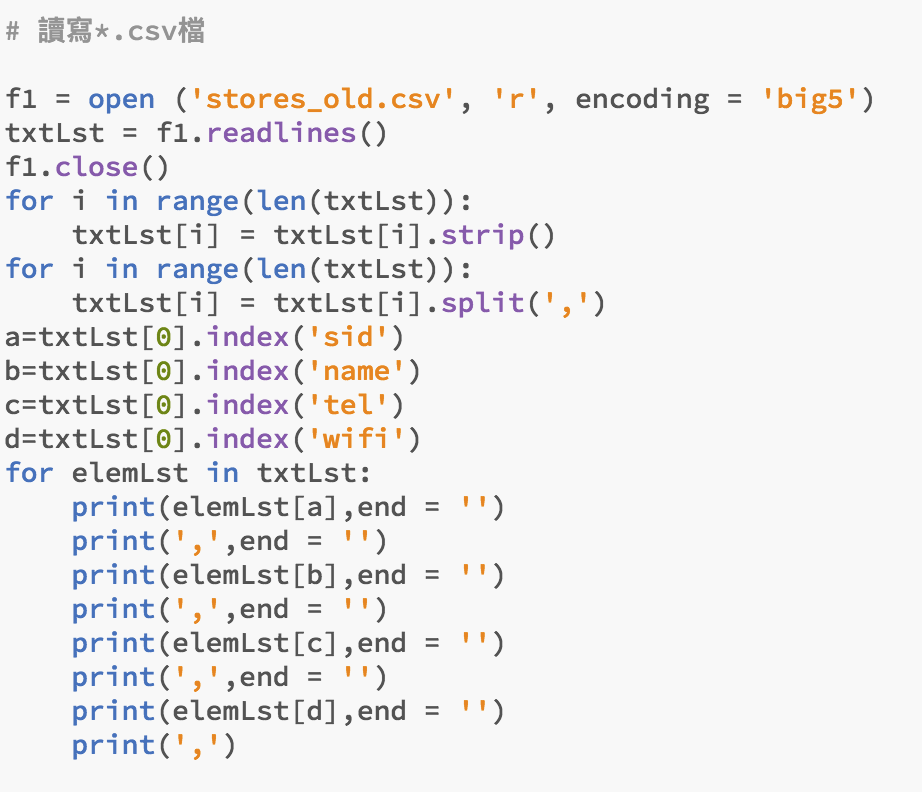 # 讀寫*.csv檔
f1 = open ('stores_old.csv', 'r', encoding = 'big5')
txtLst = f1.readlines()
f1.close()
for i in range(len(txtLst)):
    txtLst[i] = txtLst[i].strip()
for i in range(len(txtLst)):
    txtLst[i] = txtLst[i].split(',')
a=txtLst[0].index('sid')
b=txtLst[0].index('name')
c=txtLst[0].index('tel')
d=txtLst[0].index('wifi')
for elemLst in txtLst:
    print(elemLst[a],end = '')
    print(',',end = '')
    print(elemLst[b],end = '')
    print(',',end = '')
    print(elemLst[c],end = '')
    print(',',end = '')
    print(elemLst[d],end = '')
    print(',')